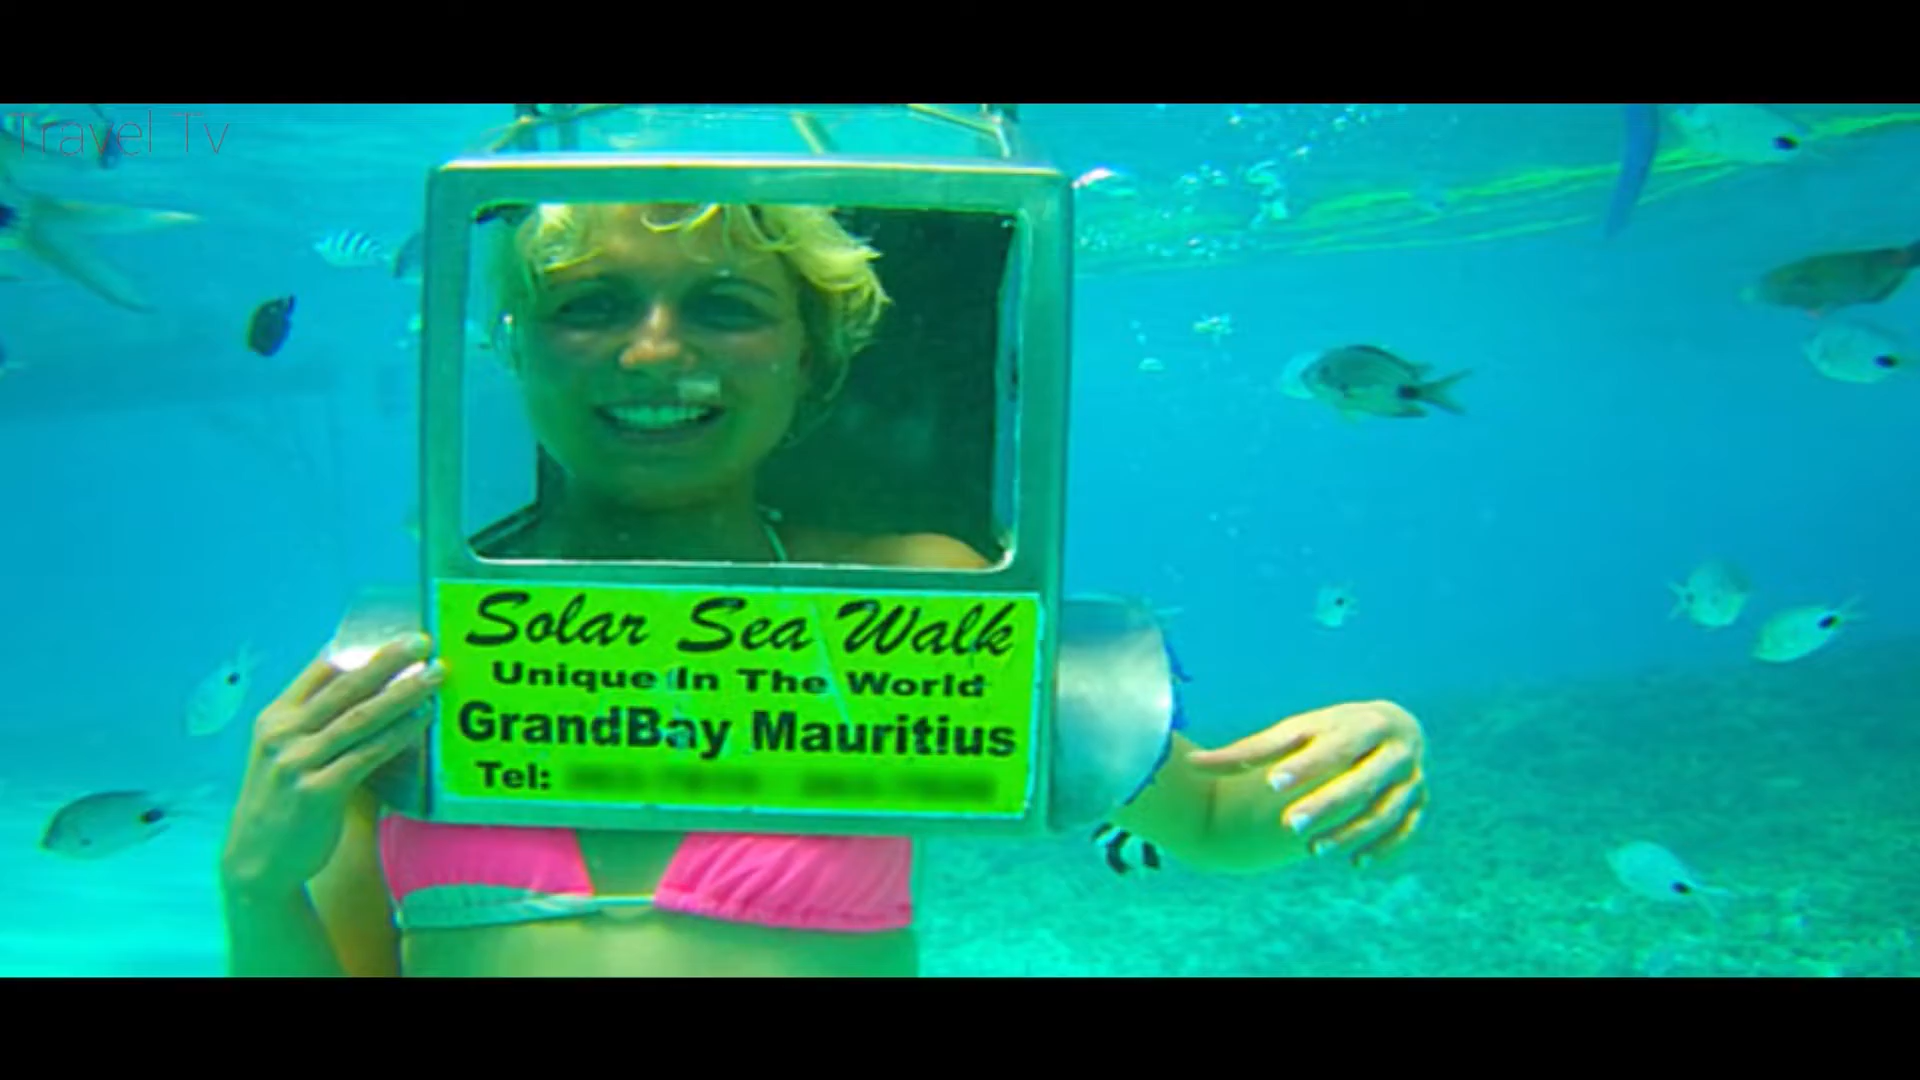 Travel Tv
Solar Sea Walk
Unique In The World
GrandBay Mauritius
Tel: